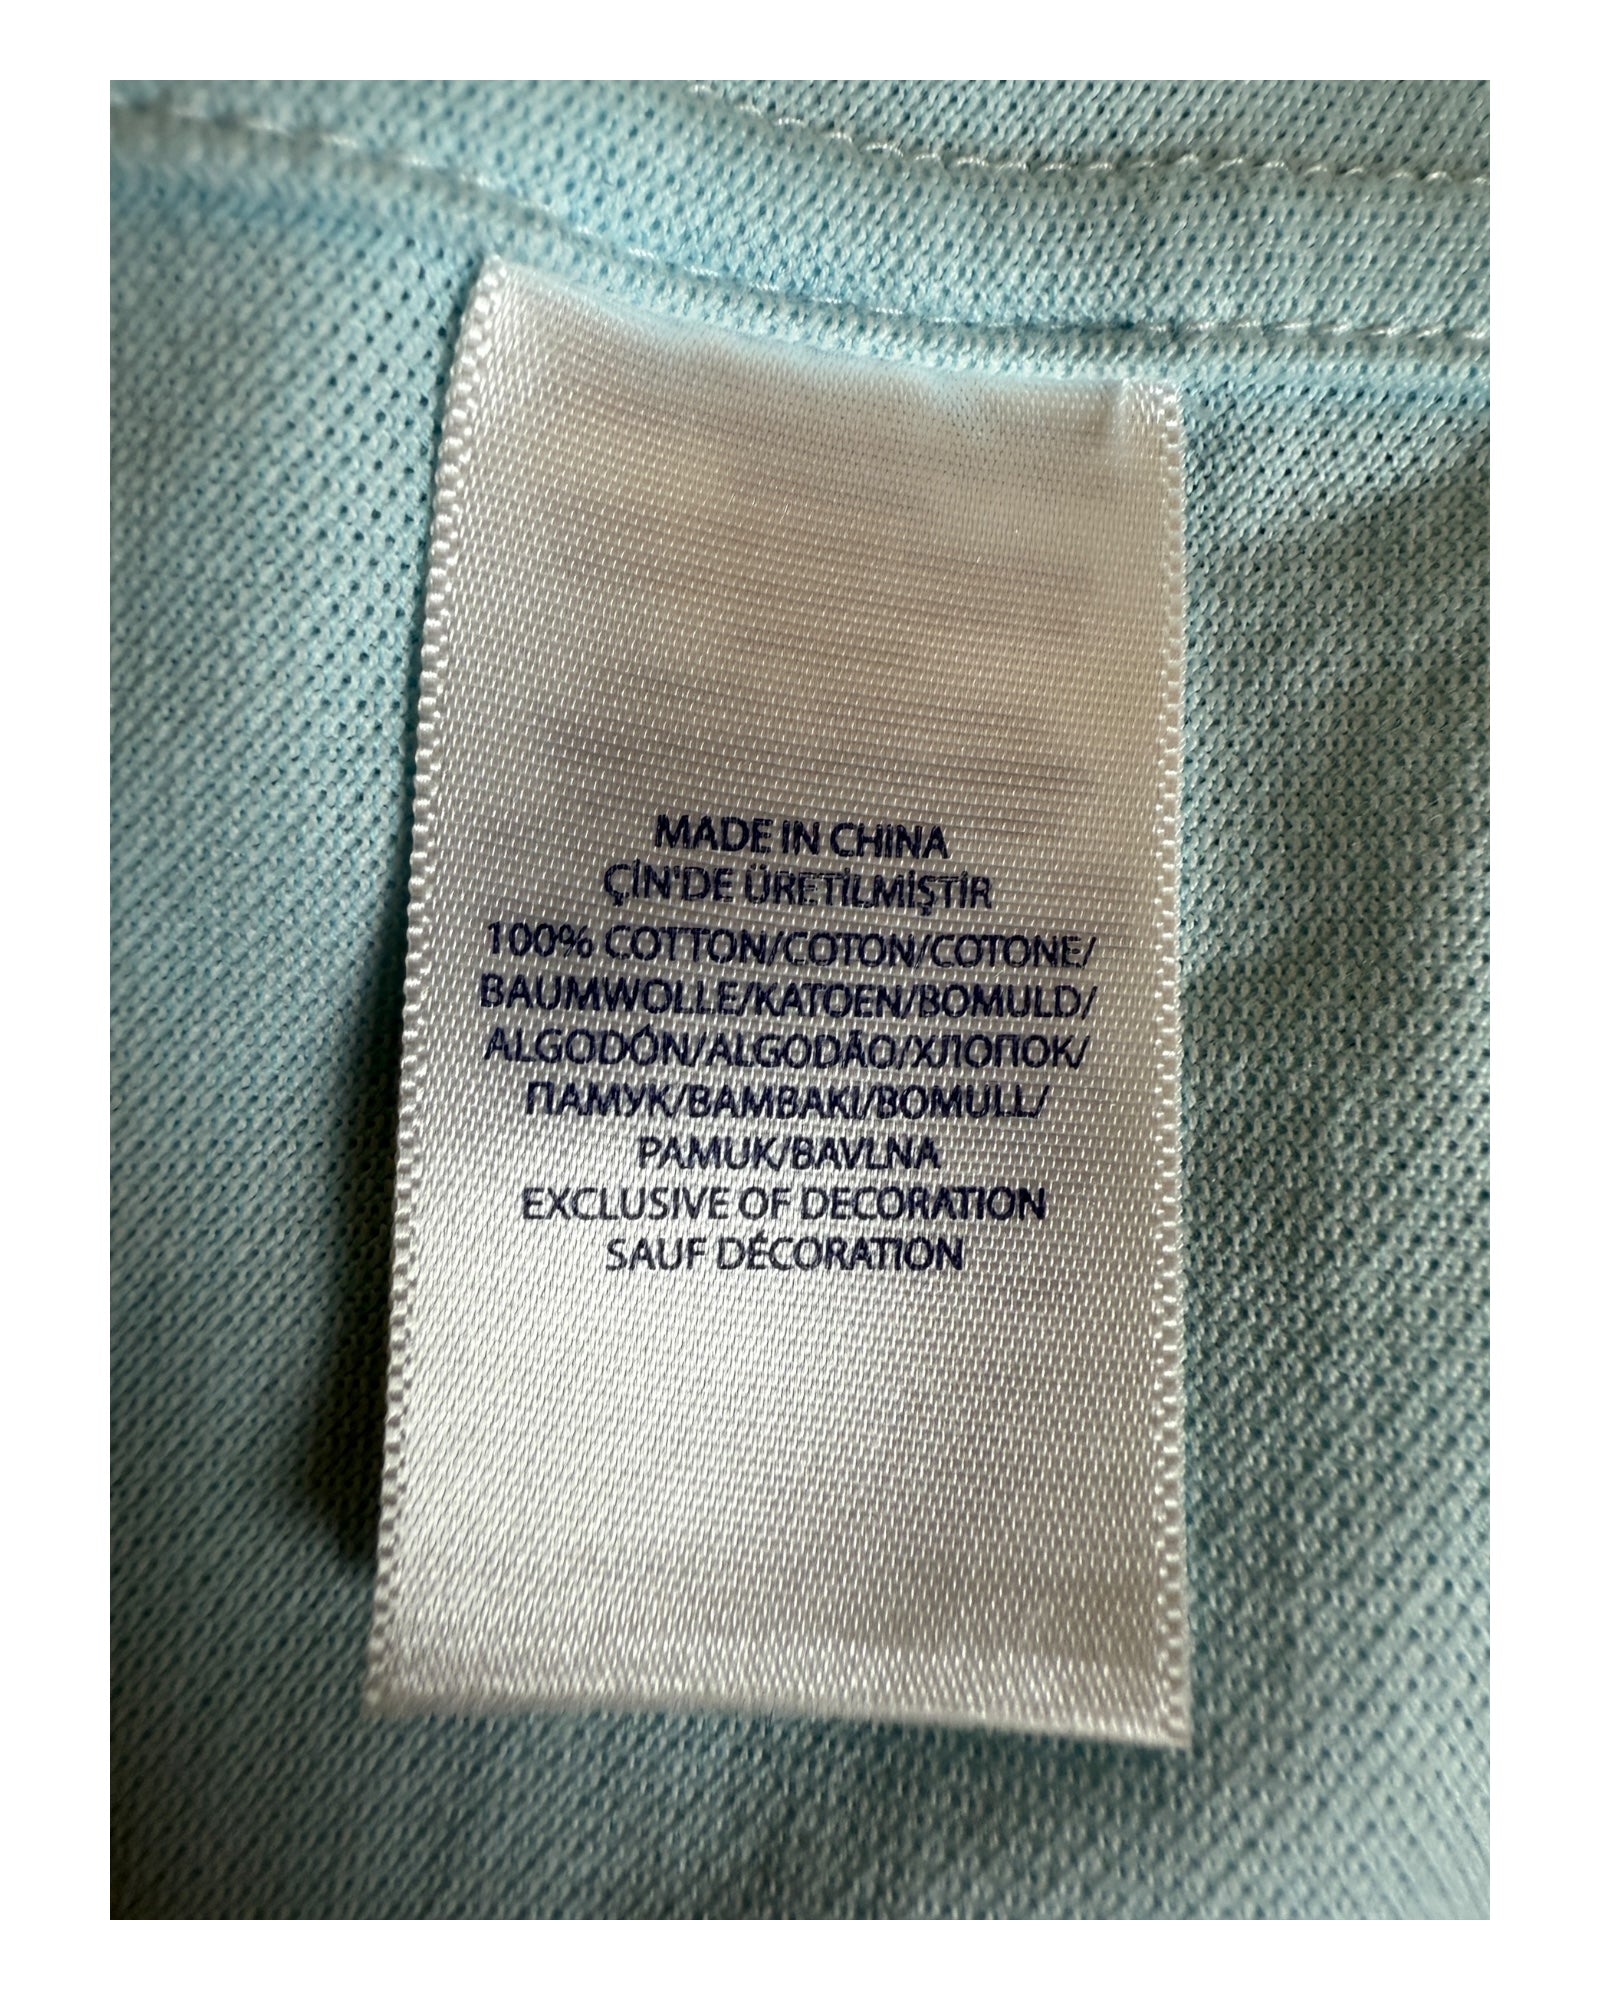 MADE IN CHINA
ÇİN'DE ÜRETİLMİŞTİR
100% COTTON/COTON/COTONE/
BAUMWOLLE/KATOEN/BOMULD/
ALGODÓN/ALGODÃO/ХЛОПОК/
ПАМУК/BAMBAKI/BOMULL/
PAMUK/BAVLNA
EXCLUSIVE OF DECORATION
SAUF DÉCORATION